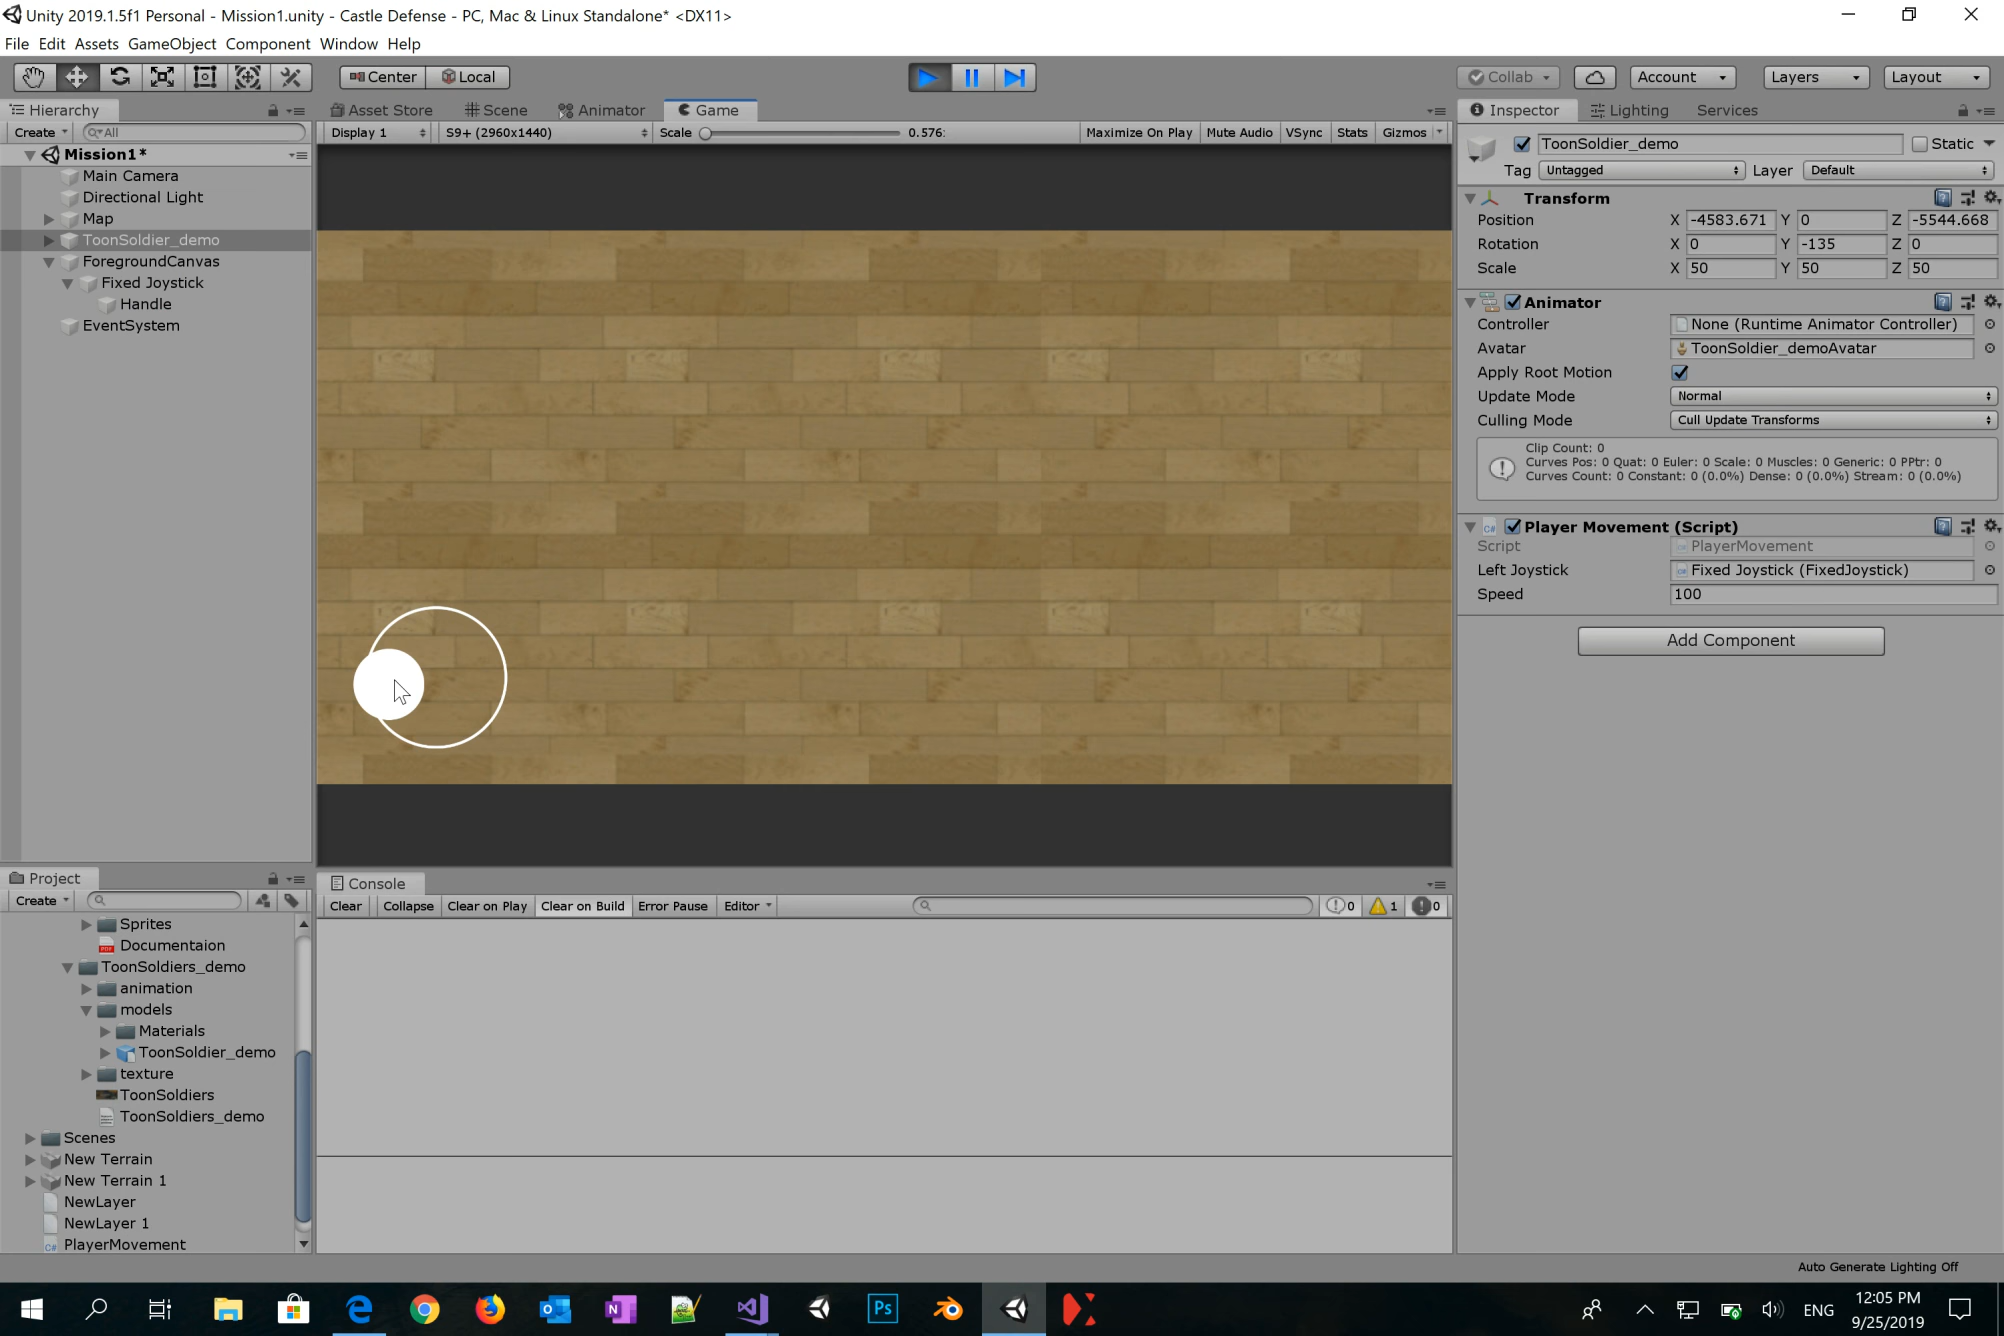 Unity 2019.1.5f1 Personal - Mission1.unity - Castle Defense - PC, Mac & Linux Standalone* <DX11>
File Edit Assets GameObject Component Window Help
Center Local Collab Account Layers Layout
Hierarchy
Create All
Mission1*
Main Camera
Directional Light
Map
ToonSoldier_demo
ForegroundCanvas
Fixed Joystick
Handle
EventSystem
Asset Store Scene Animator Game
Display 1 S9+ (2960x1440) Scale 0.576: Maximize On Play Mute Audio VSync Stats Gizmos
Inspector Lighting Services
ToonSoldier_demo Static
Tag Untagged Layer Default
Transform
Position X -4583.671 Y 0 Z -5544.668
Rotation X 0 Y -135 Z 0
Scale X 50 Y 50 Z 50
Animator
Controller None (Runtime Animator Controller)
Avatar ToonSoldier_demoAvatar
Apply Root Motion
Update Mode Normal
Culling Mode Cull Update Transforms
Clip Count: 0
Curves Pos: 0 Quat: 0 Euler: 0 Scale: 0 Muscles: 0 Generic: 0 PPtr: 0
Curves Count: 0 Constant: 0 (0.0%) Dense: 0 (0.0%) Stream: 0 (0.0%)
C# Player Movement (Script)
Script PlayerMovement
Left Joystick Fixed Joystick (FixedJoystick)
Speed 100
Add Component
Project
Create
Sprites
PDF Documentaion
ToonSoldiers_demo
animation
models
Materials
ToonSoldier_demo
texture
ToonSoldiers
ToonSoldiers_demo
Scenes
New Terrain
New Terrain 1
NewLayer
NewLayer 1
C# PlayerMovement
Console
Clear Collapse Clear on Play Clear on Build Error Pause Editor 0 1 0
Auto Generate Lighting Off
Ps
ENG
12:05 PM
9/25/2019